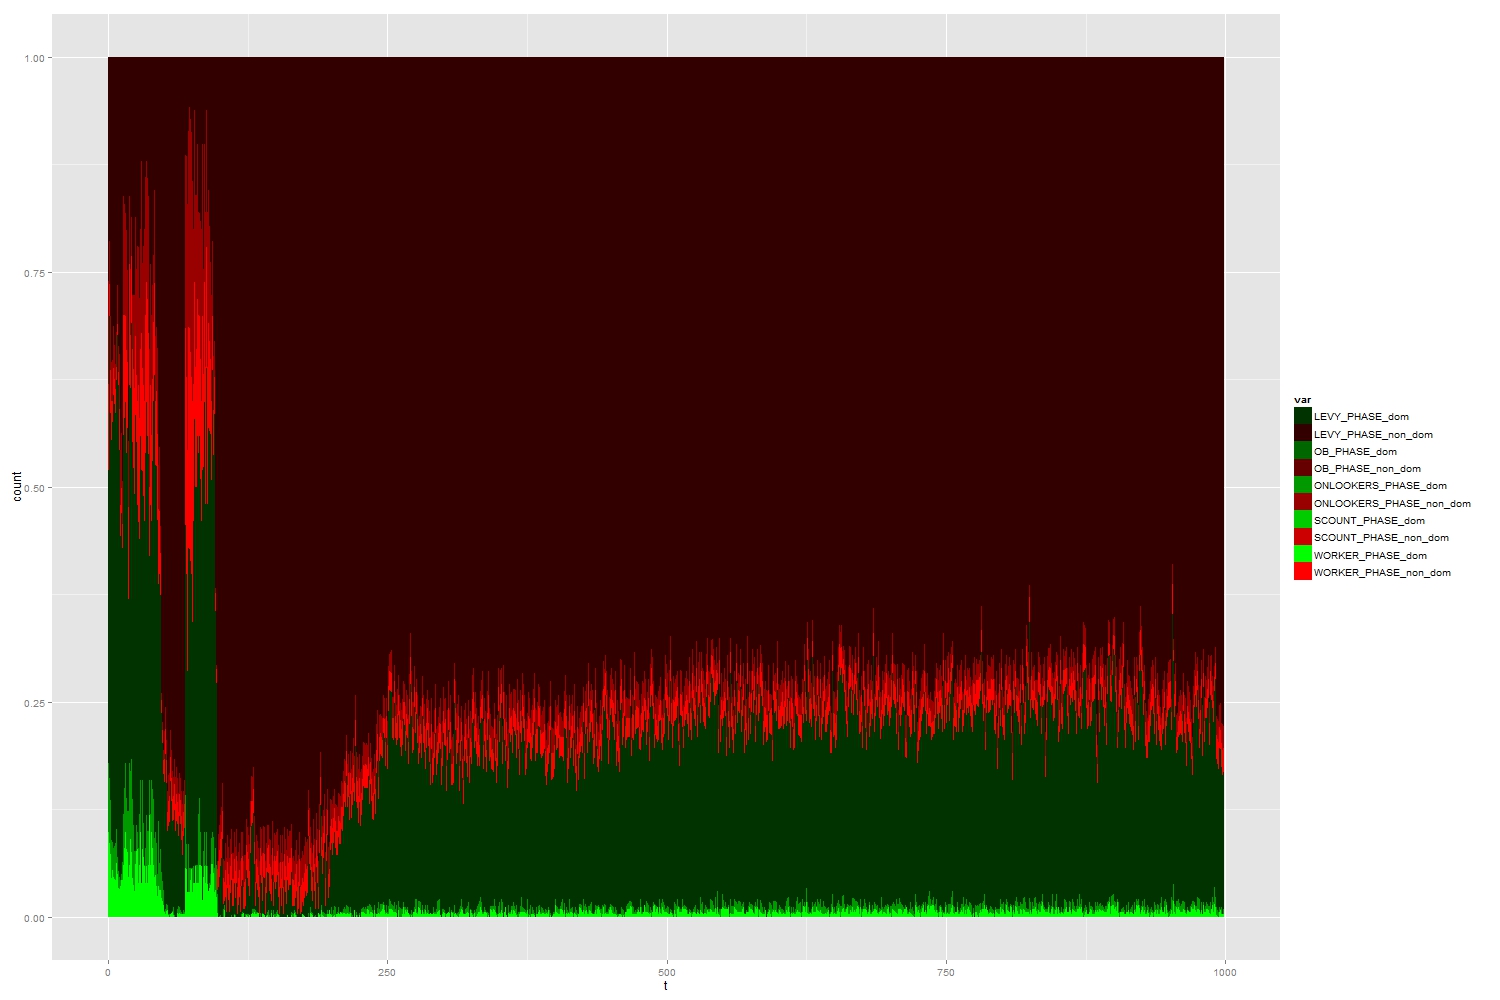 1.00
0.75
0.50
0.25
0.00
count
0
250
500
750
1000
t
var
LEVY_PHASE_dom
LEVY_PHASE_non_dom
OB_PHASE_dom
OB_PHASE_non_dom
ONLOOKERS_PHASE_dom
ONLOOKERS_PHASE_non_dom
SCOUNT_PHASE_dom
SCOUNT_PHASE_non_dom
WORKER_PHASE_dom
WORKER_PHASE_non_dom